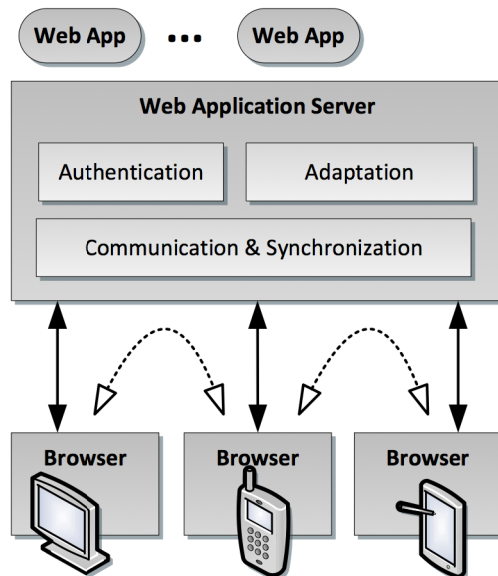 Web App ... Web App
Web Application Server
Authentication Adaptation
Communication & Synchronization
Browser Browser Browser